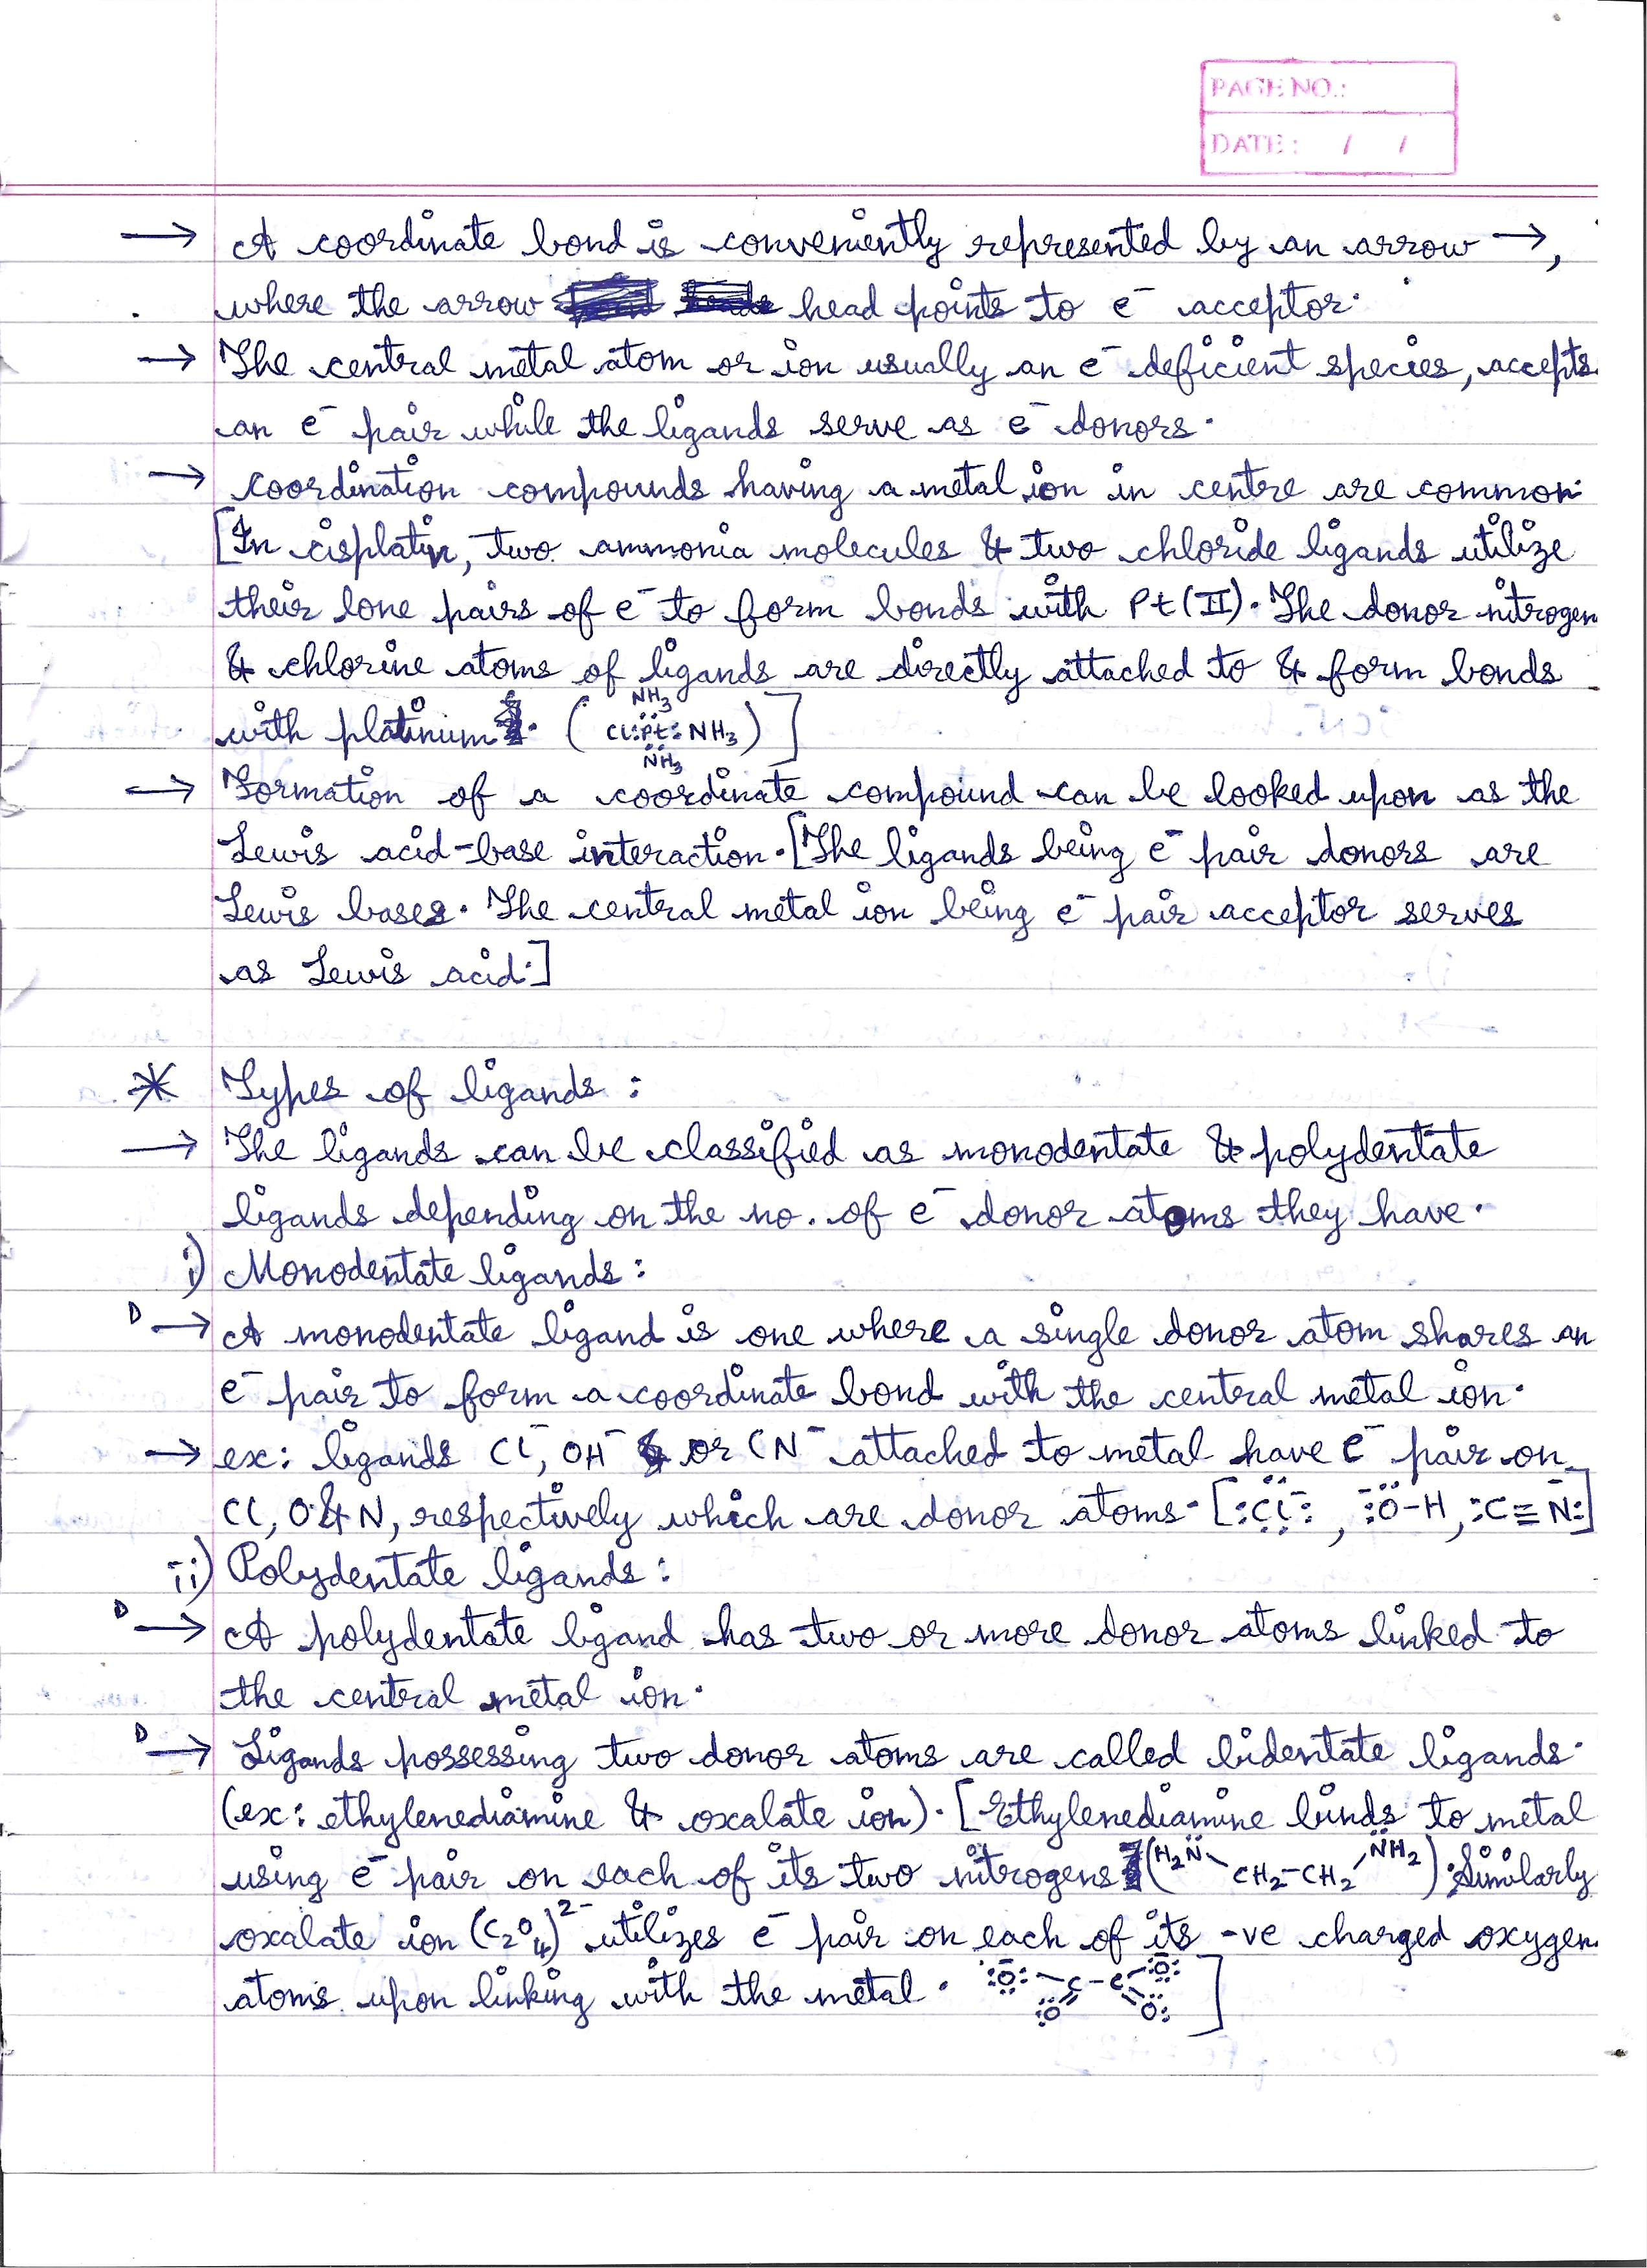 PAGE NO.:
DATE: / /
→ A coordinate bond is conveniently represented by an arrow →,
where the arrow head points to e⁻ acceptor.
→ The central metal atom or ion usually an e⁻ deficient species, accepts
an e⁻ pair while the ligands serve as e⁻ donors.
→ Coordination compounds having a metal ion in centre are common.
[In cisplatin, two ammonia molecules & two chloride ligands utilize
their lone pairs of e⁻ to form bonds with Pt(II). The donor nitrogen
& chlorine atoms of ligands are directly attached to & form bonds
NH₃
with platinum. ( Cl:Pt:NH₃ ) ]
NH₃
→ Formation of a coordinate compound can be looked upon as the
Lewis acid-base interaction. [The ligands being e⁻ pair donors are
Lewis bases. The central metal ion being e⁻ pair acceptor serves
as Lewis acid.]
* Types of ligands :
→ The ligands can be classified as monodentate & polydentate
ligands depending on the no. of e⁻ donor atoms they have.
i) Monodentate ligands :
D → A monodentate ligand is one where a single donor atom shares an
e⁻ pair to form a coordinate bond with the central metal ion.
→ ex: ligands Cl⁻, OH⁻ or CN⁻ attached to metal have e⁻ pair on
Cl, O & N, respectively which are donor atoms. [:Cl:⁻, ⁻:O-H, :C≡N:⁻]
ii) Polydentate ligands :
D → A polydentate ligand has two or more donor atoms linked to
the central metal ion.
D → Ligands possessing two donor atoms are called bidentate ligands.
(ex: ethylenediamine & oxalate ion). [Ethylenediamine binds to metal
using e⁻ pair on each of its two nitrogens (H₂N-CH₂-CH₂-NH₂). Similarly
oxalate ion (C₂O₄)²⁻ utilizes e⁻ pair on each of its -ve charged oxygen
atoms upon linking with the metal. :O:-C-C-O: :O O: ]